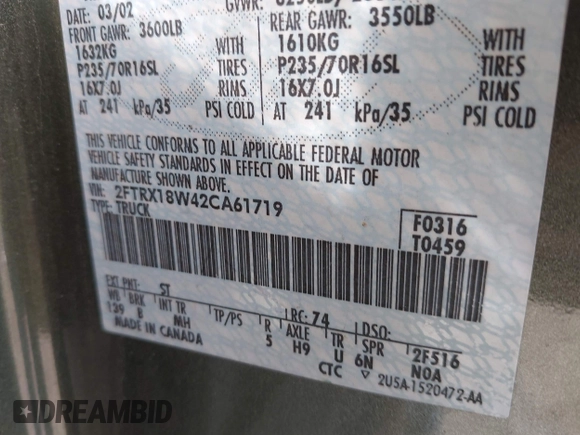 DATE: 03/02 GVWR:
FRONT GAWR: 3600LB REAR GAWR: 3550LB
1632KG WITH 1610KG WITH
P235/70R16SL TIRES P235/70R16SL TIRES
16X7.0J RIMS 16X7.0J RIMS
AT 241 kPa/35 PSI COLD AT 241 kPa/35 PSI COLD
THIS VEHICLE CONFORMS TO ALL APPLICABLE FEDERAL MOTOR
VEHICLE SAFETY STANDARDS IN EFFECT ON THE DATE OF
MANUFACTURE SHOWN ABOVE.
VIN: 2FTRX18W42CA61719
TYPE: TRUCK
F0316
T0459
EXT PNT: ST RC: 74 DSO:
WB BRK INT TR TP/PS R AXLE TR SPR 2F516
139 B MH 5 H9 U 6N NOA
MADE IN CANADA
CTC ▽ 2USA-1520472-AA
DREAMBID